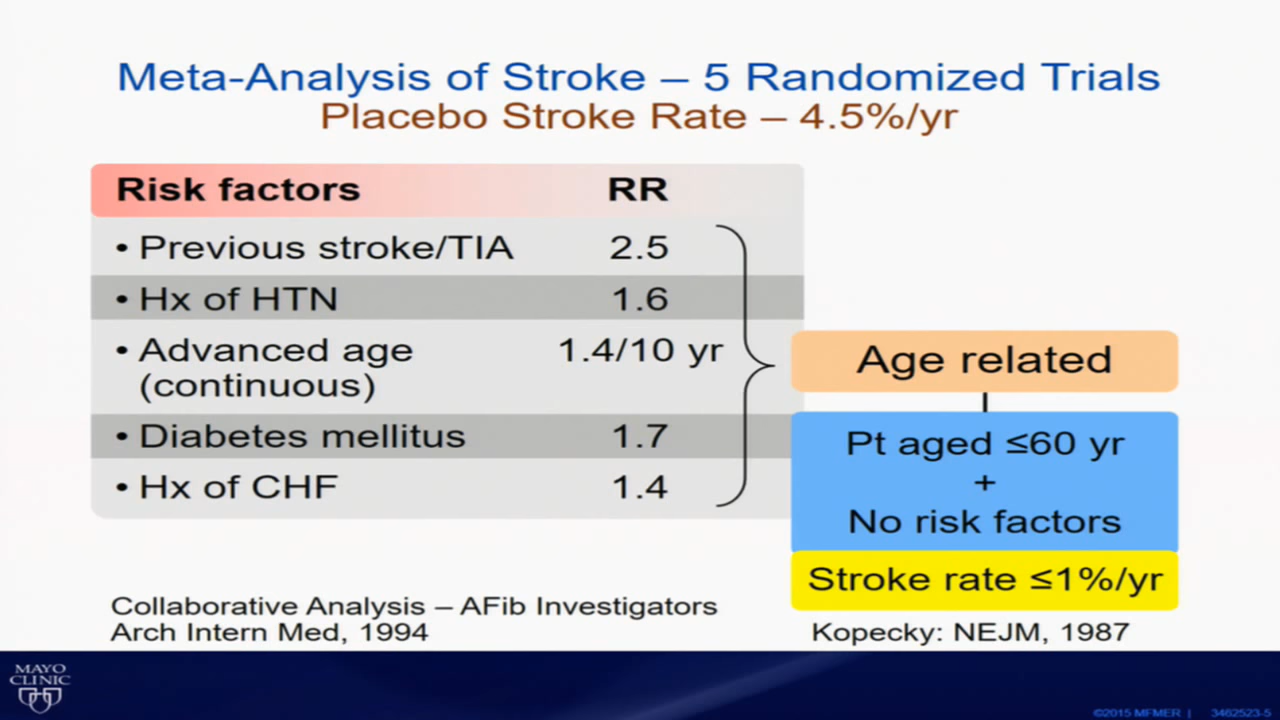 Meta-Analysis of Stroke – 5 Randomized Trials
Placebo Stroke Rate – 4.5%/yr
Risk factors RR
• Previous stroke/TIA 2.5
• Hx of HTN 1.6
• Advanced age 1.4/10 yr
(continuous)
• Diabetes mellitus 1.7
• Hx of CHF 1.4
Age related
Pt aged ≤60 yr
+
No risk factors
Stroke rate ≤1%/yr
Collaborative Analysis – AFib Investigators
Arch Intern Med, 1994
Kopecky: NEJM, 1987
MAYO
CLINIC
©2015 MFMER | 3462523-5